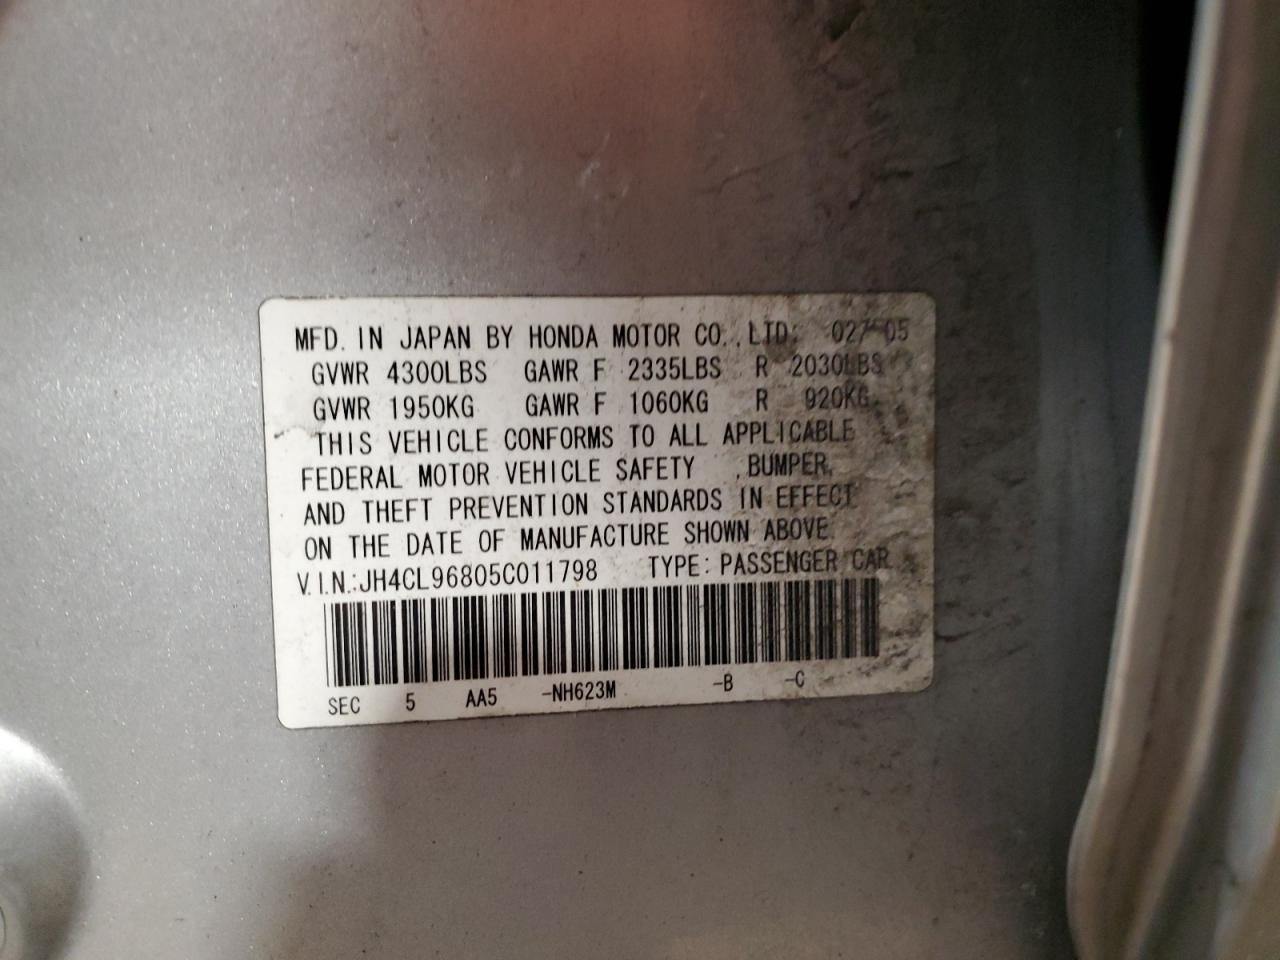 MFD. IN JAPAN BY HONDA MOTOR CO., LTD. 02/05
GVWR 4300LBS GAWR F 2335LBS R 2030LBS
GVWR 1950KG GAWR F 1060KG R 920KG
THIS VEHICLE CONFORMS TO ALL APPLICABLE
FEDERAL MOTOR VEHICLE SAFETY ,BUMPER,
AND THEFT PREVENTION STANDARDS IN EFFECT
ON THE DATE OF MANUFACTURE SHOWN ABOVE.
V.I.N.:JH4CL96805C011798 TYPE: PASSENGER CAR
SEC 5 AA5 -NH623M -B -C